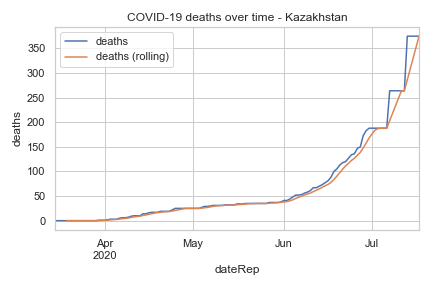 COVID-19 deaths over time - Kazakhstan
deaths
deaths (rolling)
350
300
250
200
150
100
50
0
deaths
Apr
2020
May
Jun
Jul
dateRep